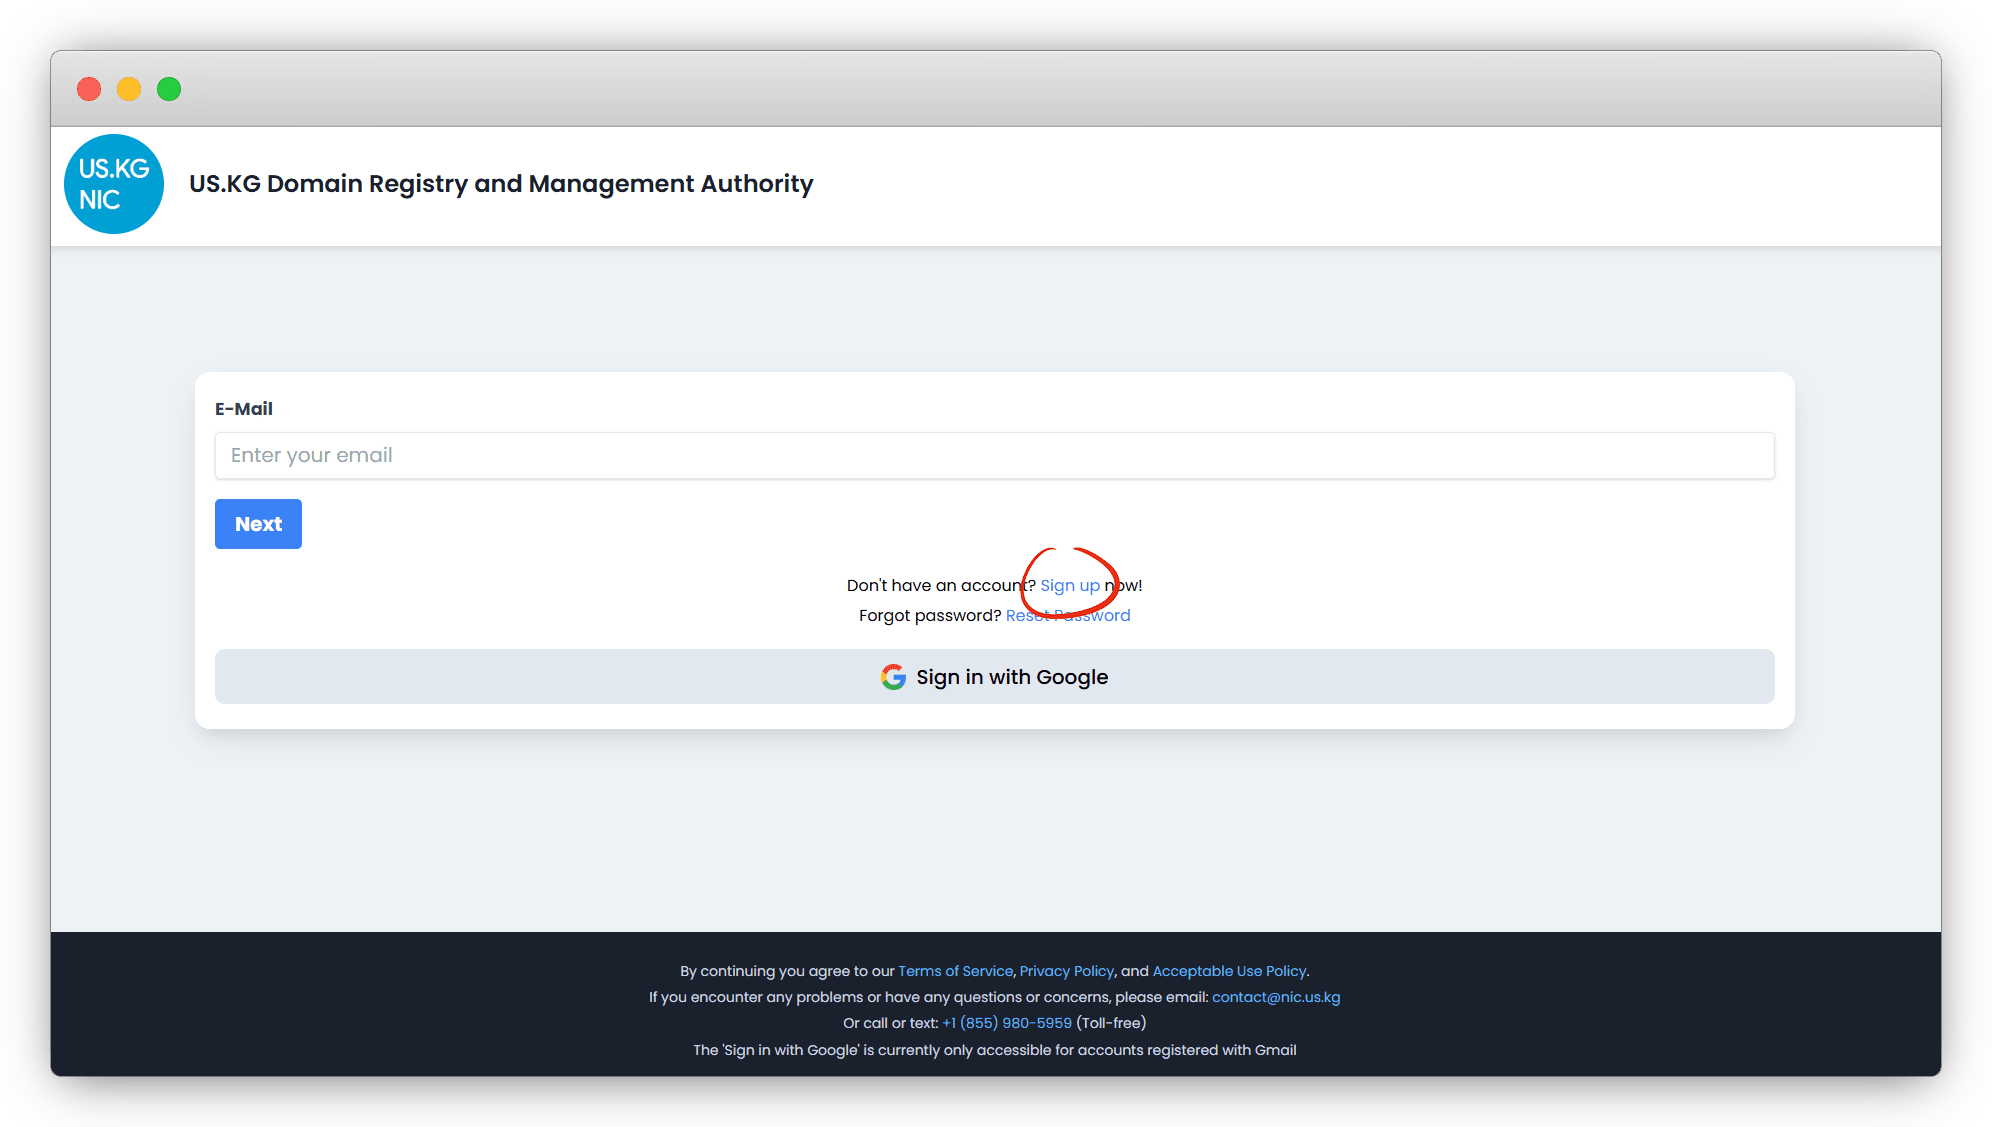 US.KG
NIC
US.KG Domain Registry and Management Authority
E-Mail
Enter your email
Next
Don't have an account? Sign up now!
Forgot password? Reset Password
Sign in with Google
By continuing you agree to our Terms of Service, Privacy Policy, and Acceptable Use Policy.
If you encounter any problems or have any questions or concerns, please email: contact@nic.us.kg
Or call or text: +1 (855) 980-5959 (Toll-free)
The 'Sign in with Google' is currently only accessible for accounts registered with Gmail